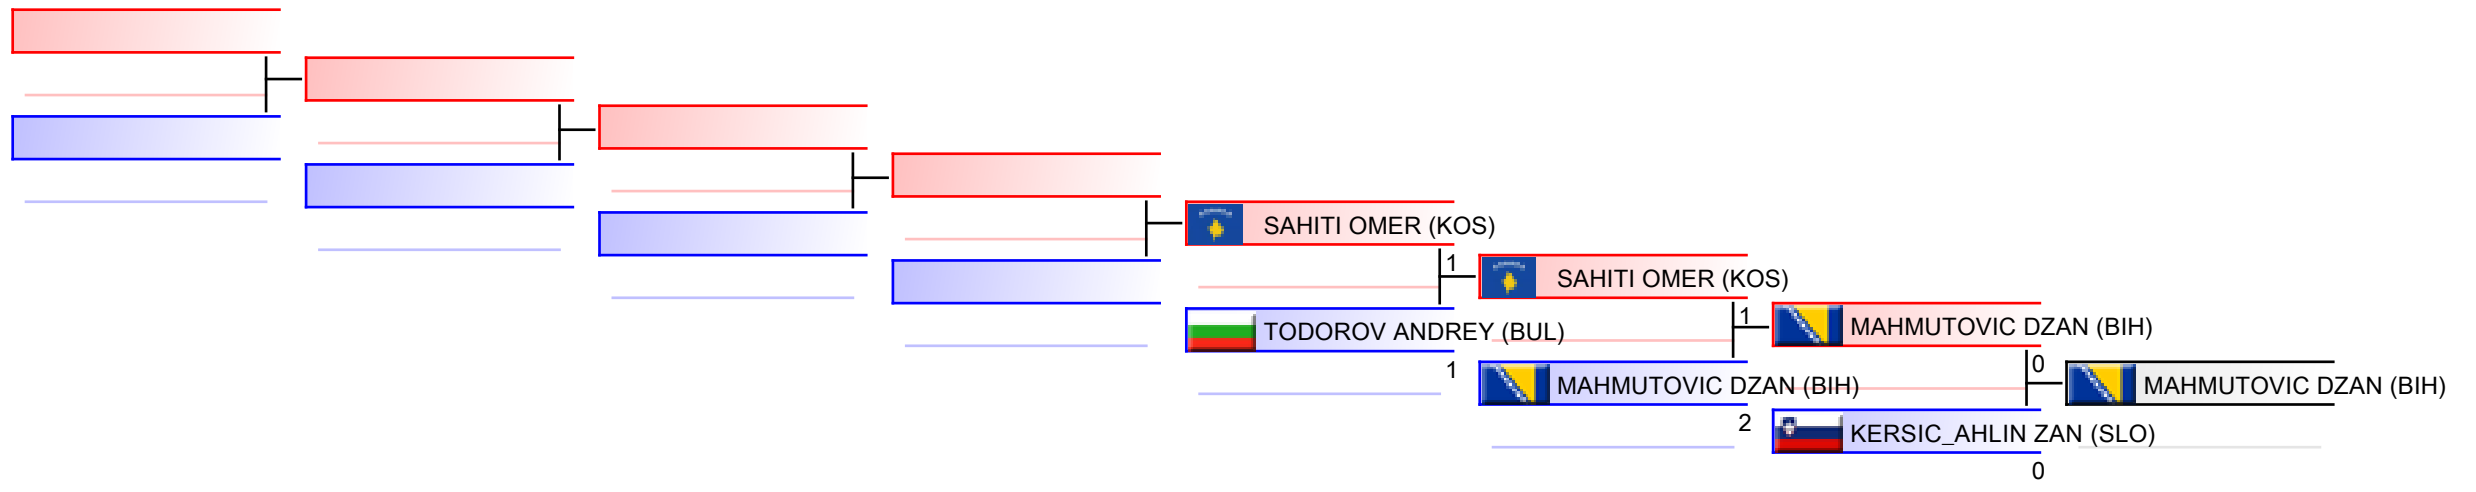 SAHITI OMER (KOS)
1
TODOROV ANDREY (BUL)
1
SAHITI OMER (KOS)
1
MAHMUTOVIC DZAN (BIH)
2
MAHMUTOVIC DZAN (BIH)
0
KERSIC_AHLIN ZAN (SLO)
0
MAHMUTOVIC DZAN (BIH)